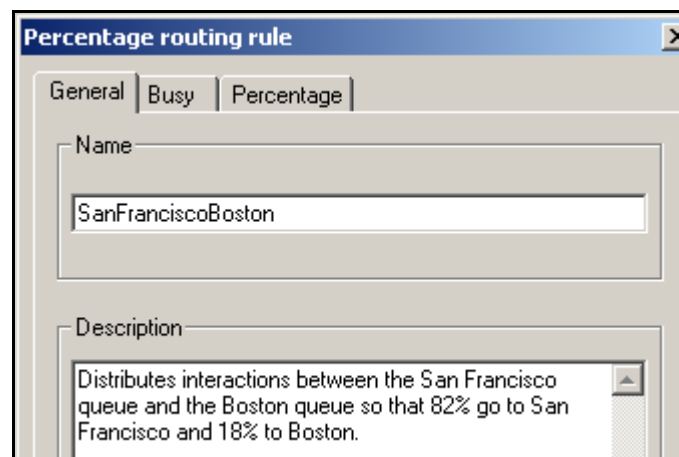 Percentage routing rule
General Busy Percentage
Name
SanFranciscoBoston
Description
Distributes interactions between the San Francisco
queue and the Boston queue so that 82% go to San
Francisco and 18% to Boston.